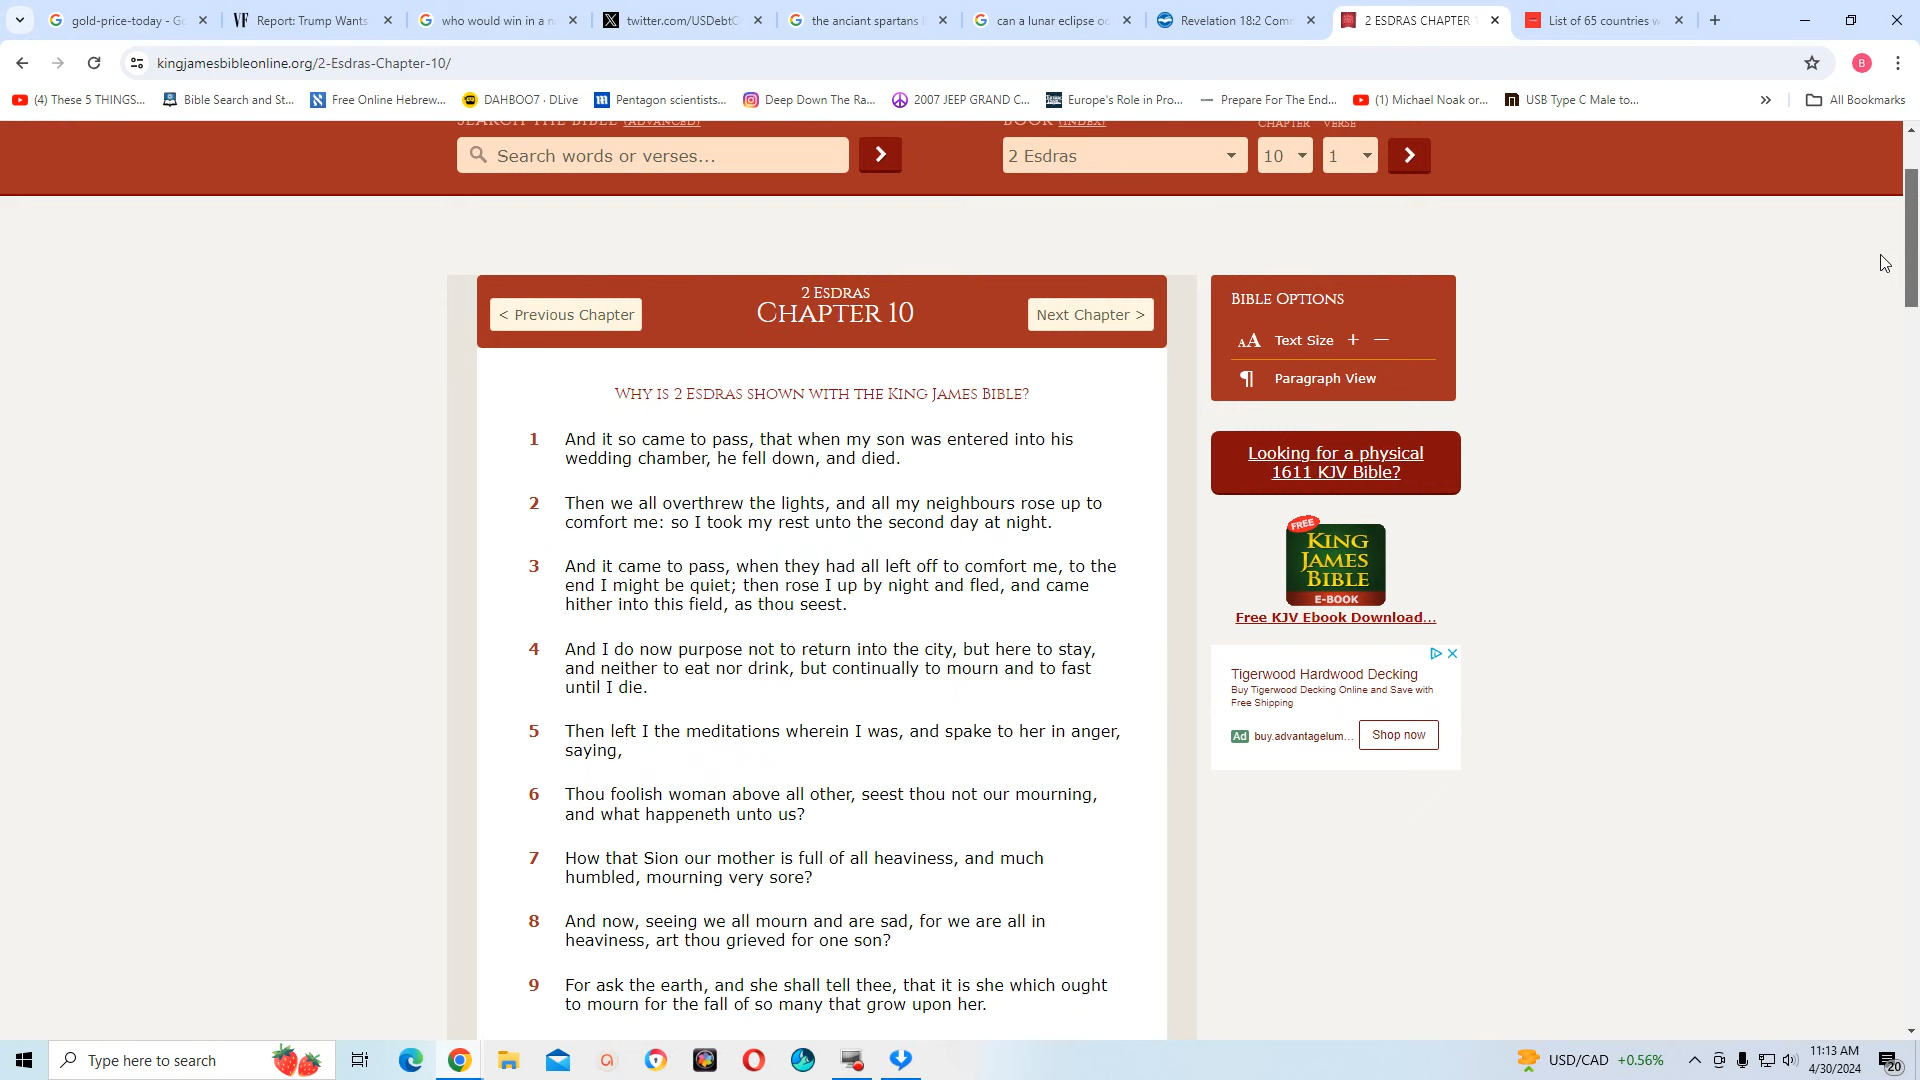 gold-price-today - Go
Report: Trump Wants
who would win in a n
twitter.com/USDebtC
the anciant spartans
can a lunar eclipse oc
Revelation 18:2 Comm
2 ESDRAS CHAPTER
List of 65 countries w
kingjamesbibleonline.org/2-Esdras-Chapter-10/
B
(4) These 5 THINGS...
Bible Search and St...
Free Online Hebrew...
DAHBOO7 · DLive
Pentagon scientists...
Deep Down The Ra...
2007 JEEP GRAND C...
Europe's Role in Pro...
Prepare For The End...
(1) Michael Noak or...
USB Type C Male to...
All Bookmarks
SEARCH THE BIBLE (ADVANCED)
BOOK (INDEX)
CHAPTER
VERSE
Search words or verses...
2 Esdras
10
1
2 ESDRAS
CHAPTER 10
< Previous Chapter
Next Chapter >
WHY IS 2 ESDRAS SHOWN WITH THE KING JAMES BIBLE?
1 And it so came to pass, that when my son was entered into his
wedding chamber, he fell down, and died.
2 Then we all overthrew the lights, and all my neighbours rose up to
comfort me: so I took my rest unto the second day at night.
3 And it came to pass, when they had all left off to comfort me, to the
end I might be quiet; then rose I up by night and fled, and came
hither into this field, as thou seest.
4 And I do now purpose not to return into the city, but here to stay,
and neither to eat nor drink, but continually to mourn and to fast
until I die.
5 Then left I the meditations wherein I was, and spake to her in anger,
saying,
6 Thou foolish woman above all other, seest thou not our mourning,
and what happeneth unto us?
7 How that Sion our mother is full of all heaviness, and much
humbled, mourning very sore?
8 And now, seeing we all mourn and are sad, for we are all in
heaviness, art thou grieved for one son?
9 For ask the earth, and she shall tell thee, that it is she which ought
to mourn for the fall of so many that grow upon her.
BIBLE OPTIONS
AA Text Size + —
¶ Paragraph View
Looking for a physical
1611 KJV Bible?
FREE
KING
JAMES
BIBLE
E-BOOK
Free KJV Ebook Download...
Tigerwood Hardwood Decking
Buy Tigerwood Decking Online and Save with
Free Shipping
Ad buy.advantagelum...
Shop now
Type here to search
USD/CAD +0.56%
11:13 AM
4/30/2024
20